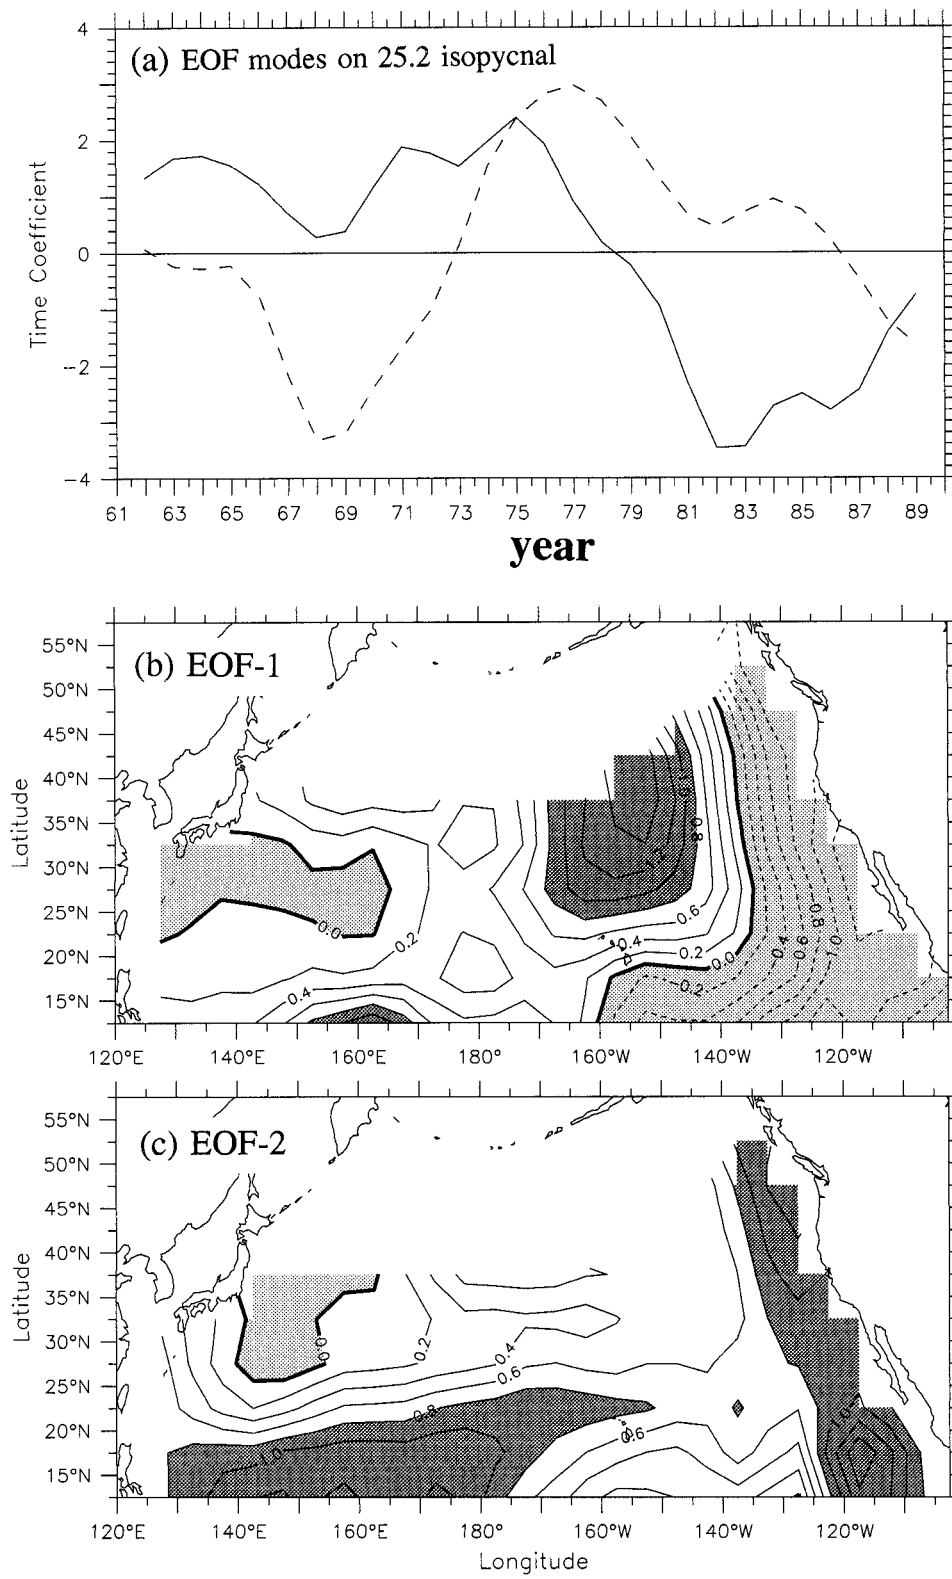 (a) EOF modes on 25.2 isopycnal
4
2
0
−2
−4
Time Coefficient
61 63 65 67 69 71 73 75 77 79 81 83 85 87 89
year
(b) EOF-1
55°N
50°N
45°N
40°N
35°N
30°N
25°N
20°N
15°N
Latitude
0.0
0.2
0.4
1.2
0.8
0.6
0.4
0.2
0.0
0.2
0.4
0.6
0.8
1.0
120°E 140°E 160°E 180° 160°W 140°W 120°W
(c) EOF-2
55°N
50°N
45°N
40°N
35°N
30°N
25°N
20°N
15°N
Latitude
0.0
0.2
0.4
0.6
0.8
1.0
0.6
1.0
120°E 140°E 160°E 180° 160°W 140°W 120°W
Longitude